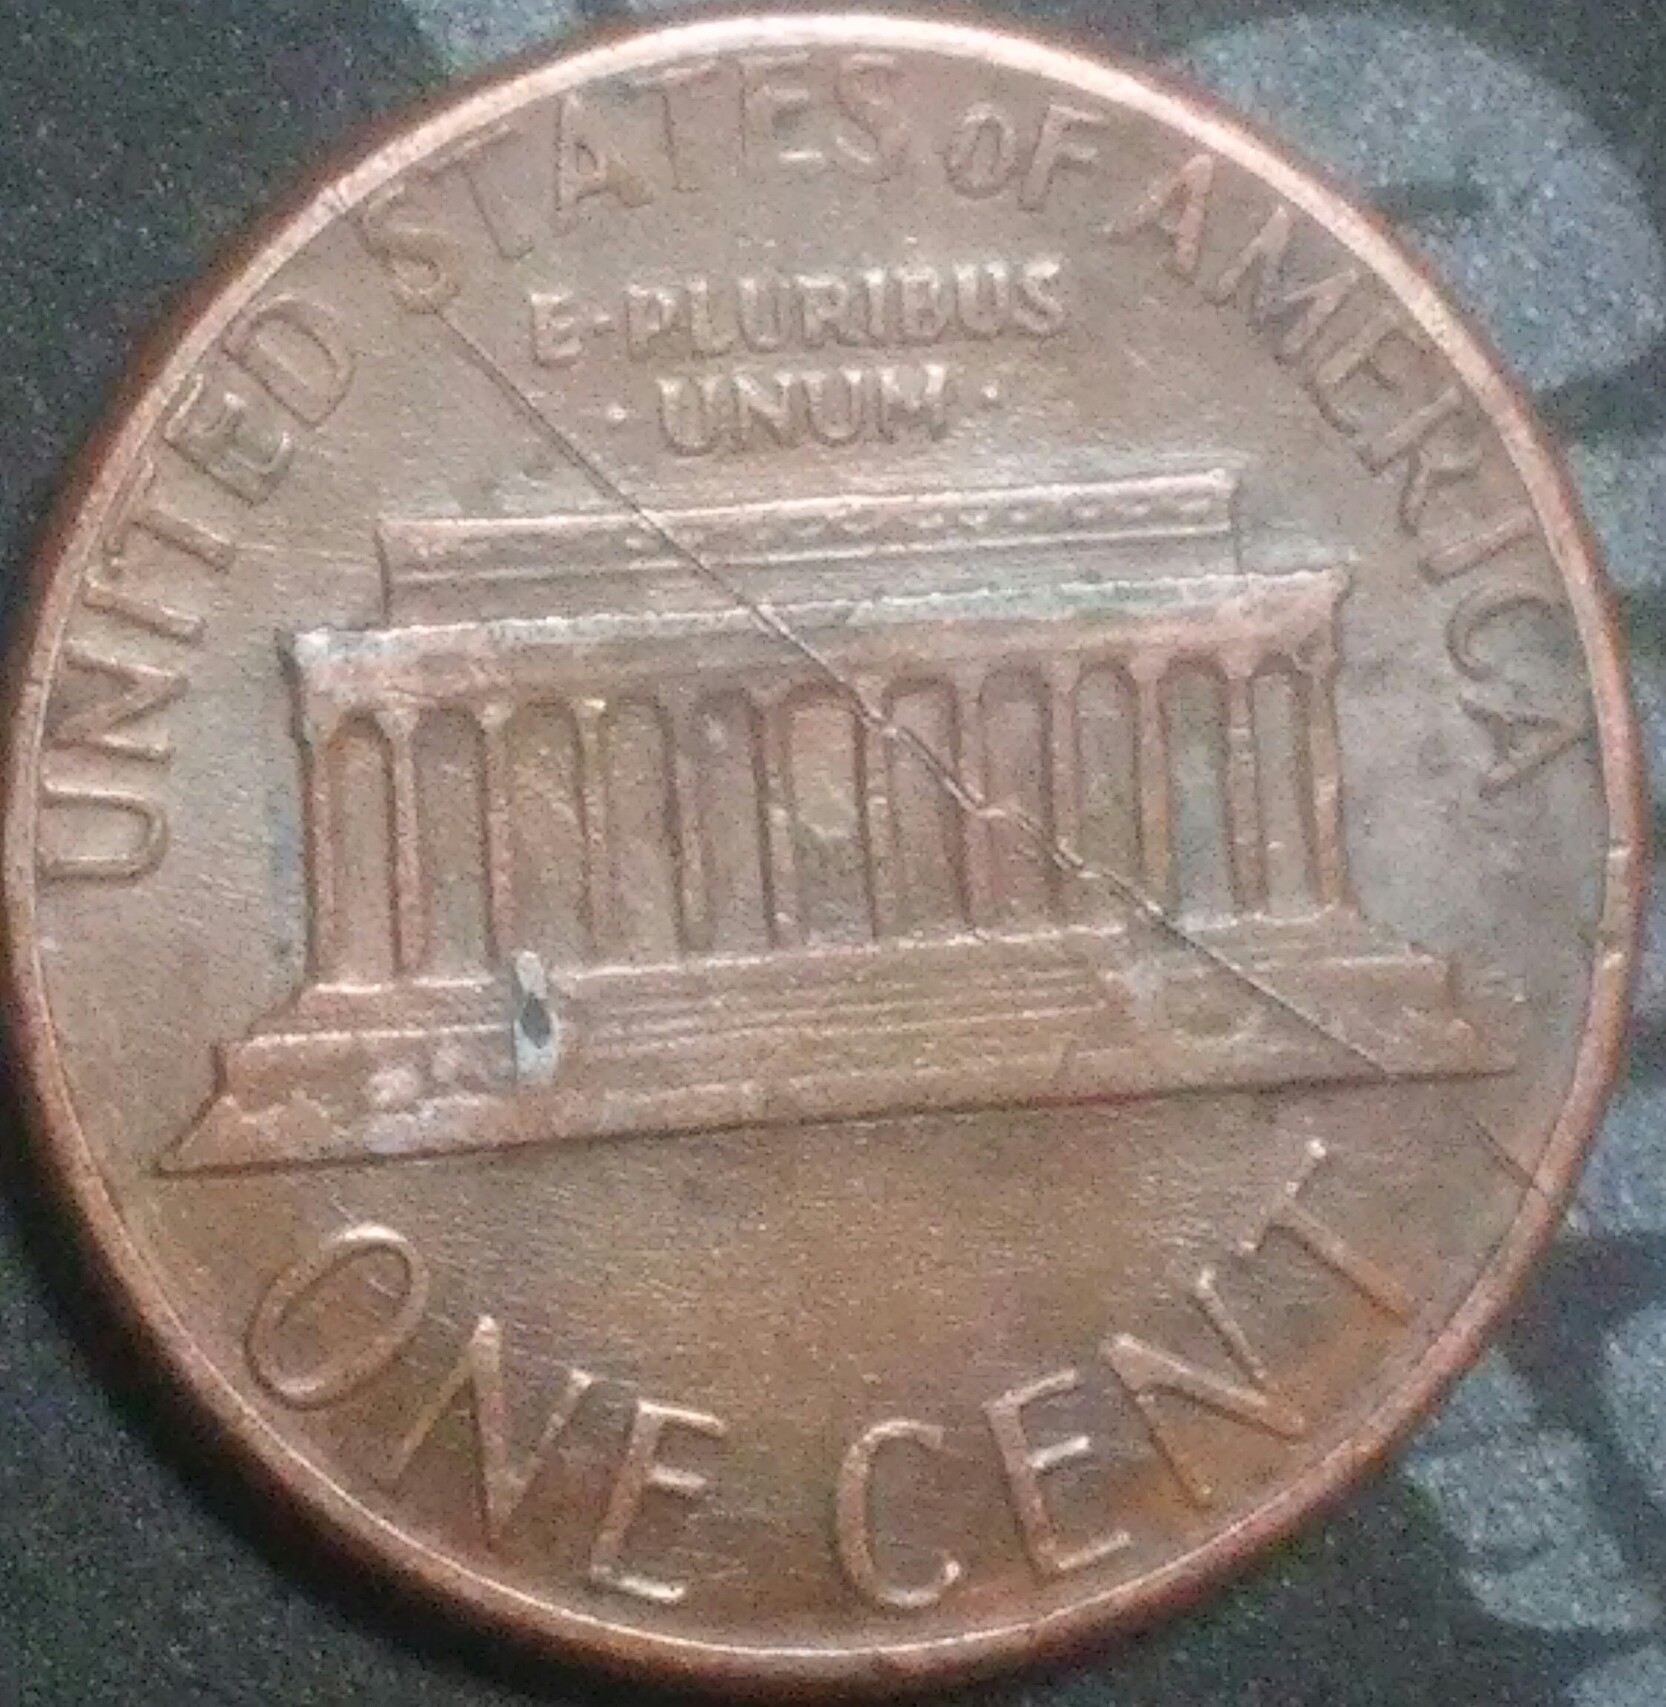 UNITED STATES OF AMERICA
E·PLURIBUS
·UNUM·
ONE CENT